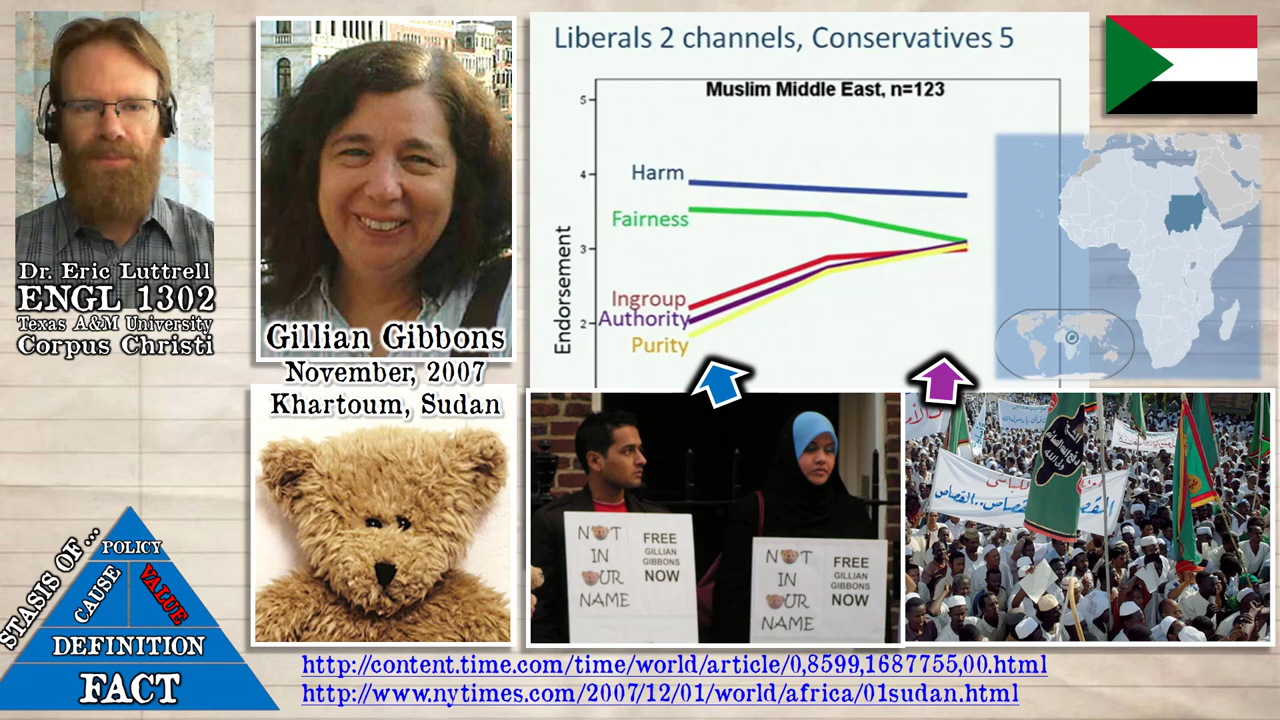 Dr. Eric Luttrell
ENGL 1302
Texas A&M University
Corpus Christi
Gillian Gibbons
November, 2007
Khartoum, Sudan
Liberals 2 channels, Conservatives 5
Muslim Middle East, n=123
Endorsement
5
4
3
2
Harm
Fairness
Ingroup
Authority
Purity
NOT
IN
OUR
NAME
FREE
GILLIAN
GIBBONS
NOW
NOT
IN
OUR
NAME
FREE
GILLIAN
GIBBONS
NOW
القصاص..القصاص
STASIS OF...
POLICY
CAUSE
VALUE
DEFINITION
FACT
http://content.time.com/time/world/article/0,8599,1687755,00.html
http://www.nytimes.com/2007/12/01/world/africa/01sudan.html